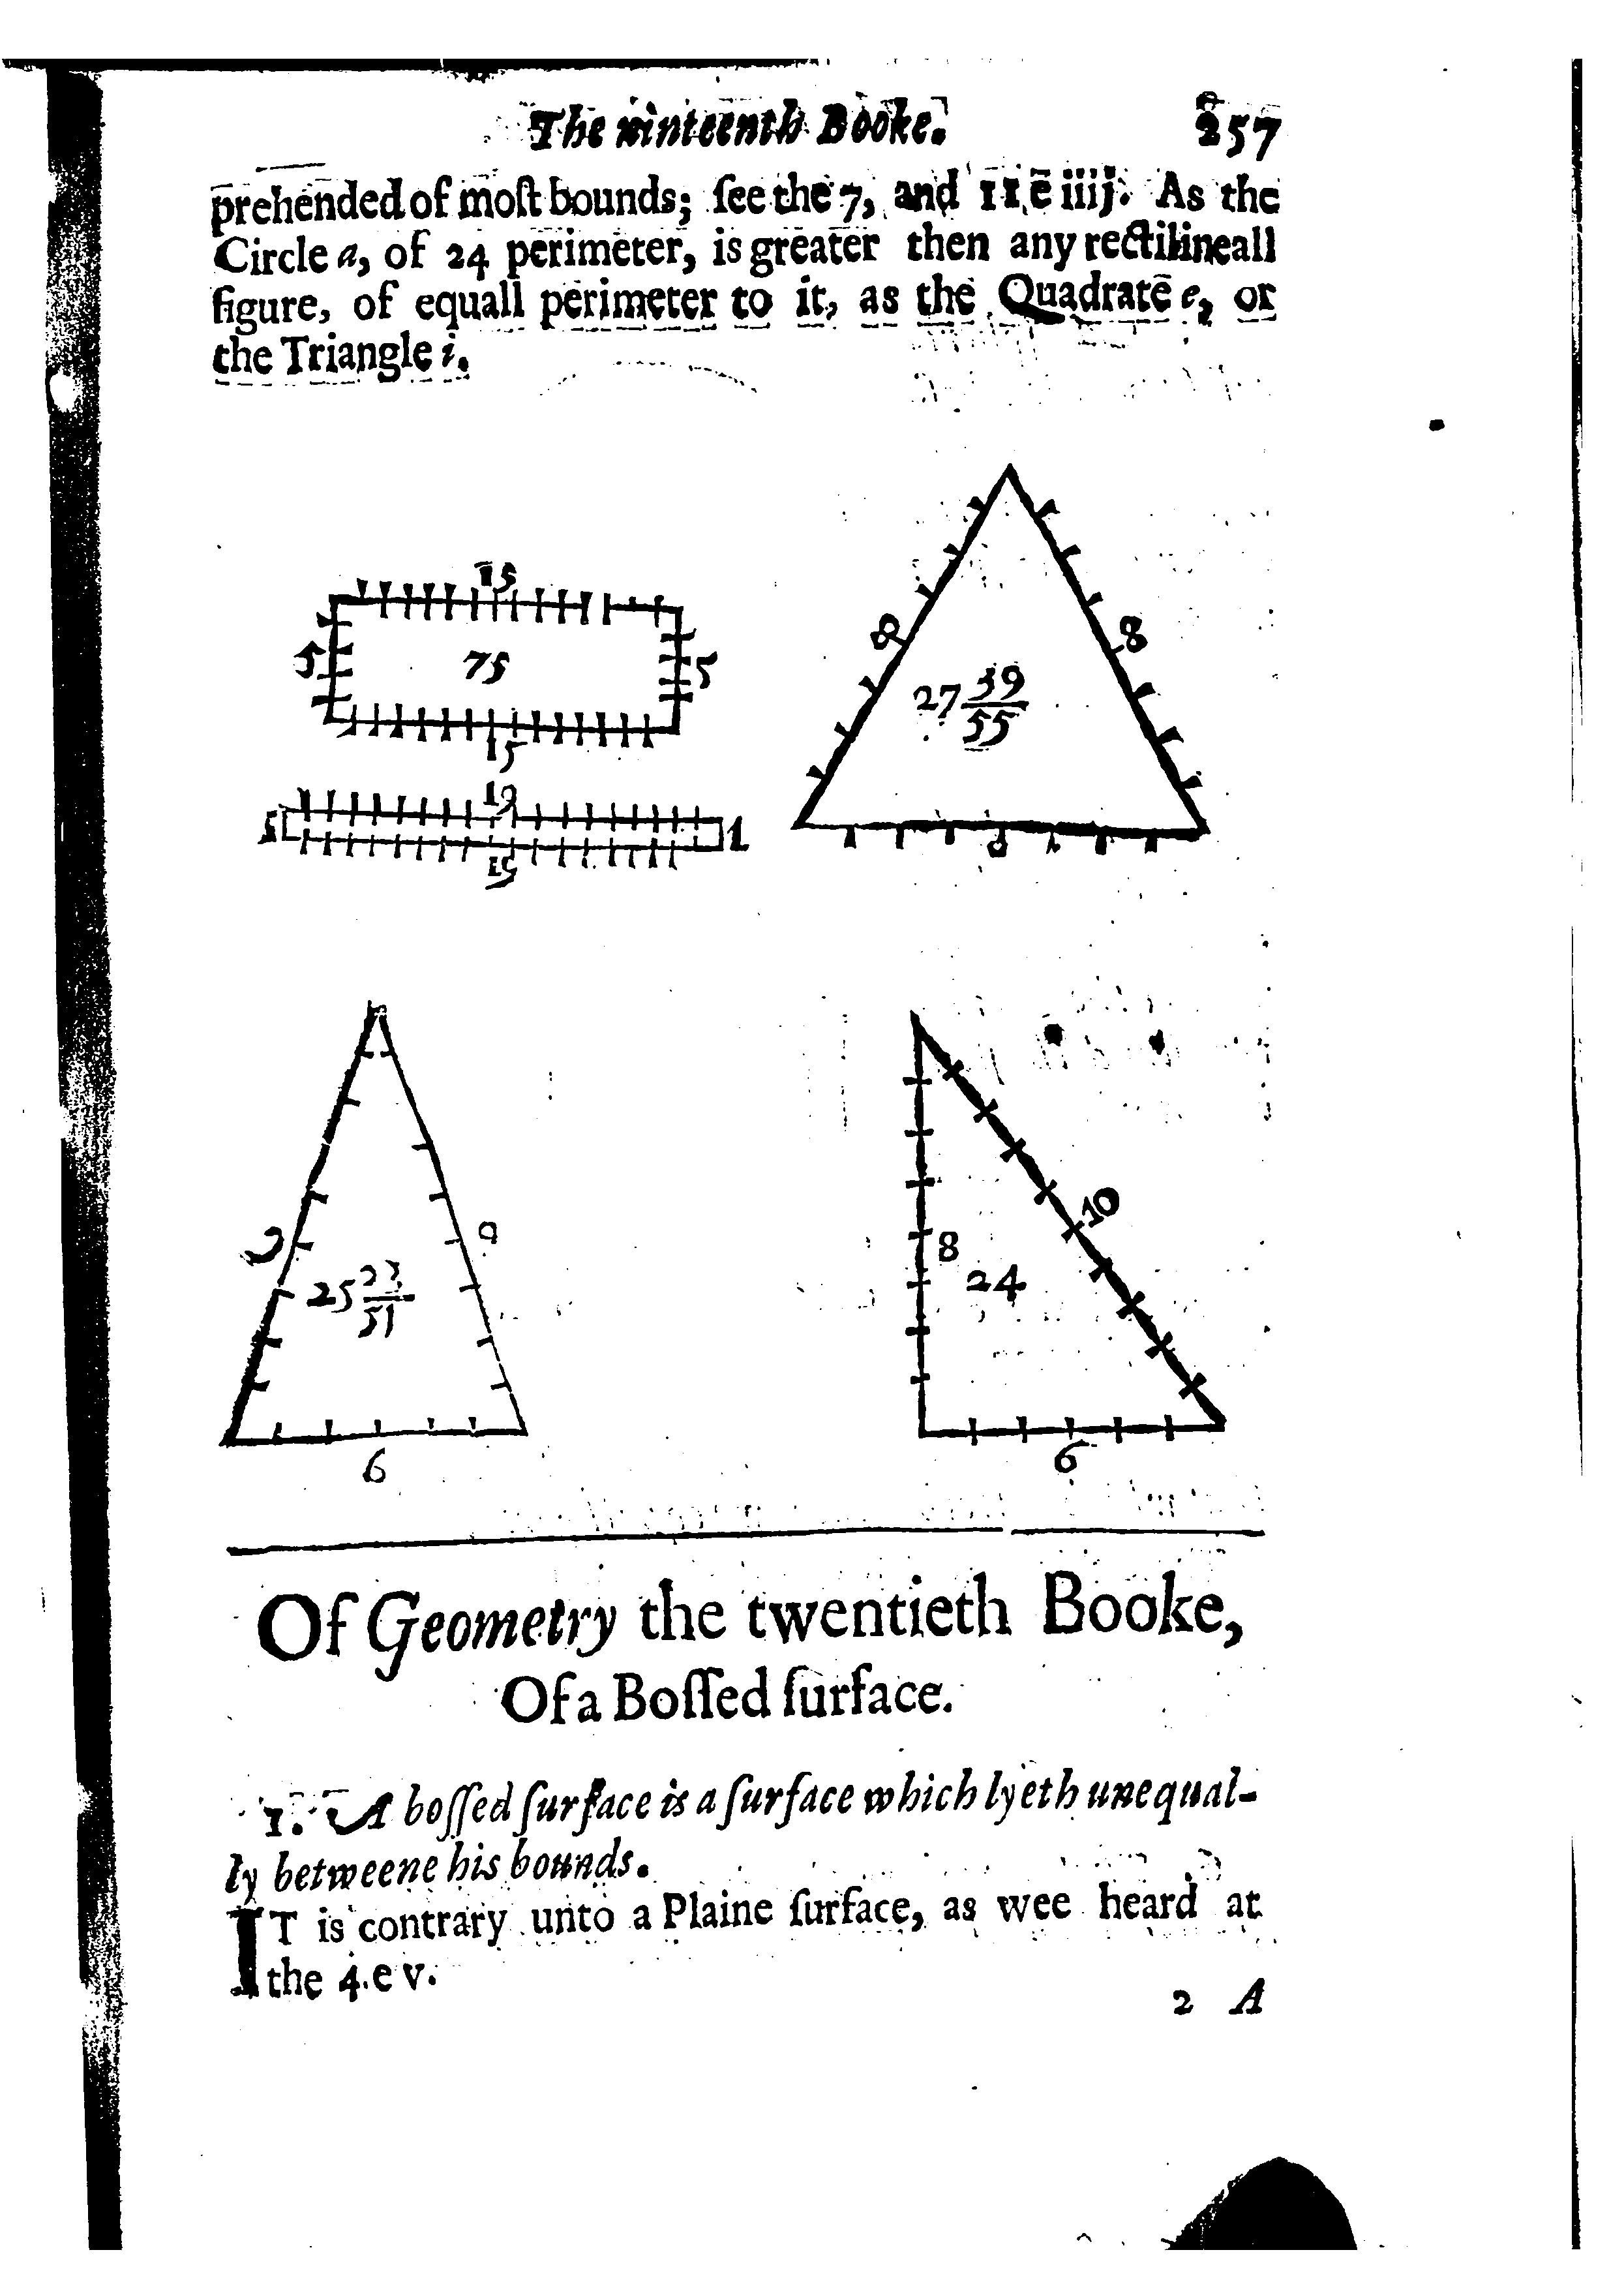 The ninteenth Booke. 257
prehended of moſt bounds; ſee the 7, and 11 ē iiij. As the
Circle a, of 24 perimeter, is greater then any rectilineall
figure, of equall perimeter to it, as the Quadrate e, or
the Triangle i.
15
5 75 5
15
19
1
19
8 8
27 39/55
8
9 9
25 23/51
6
10
8
24
6
Of Geometry the twentieth Booke,
Of a Boſſed ſurface.
1. A boſſed ſurface is a ſurface which lyeth unequal-
ly betweene his bounds.
IT is contrary unto a Plaine ſurface, as wee heard at
the 4. e v.
2 A